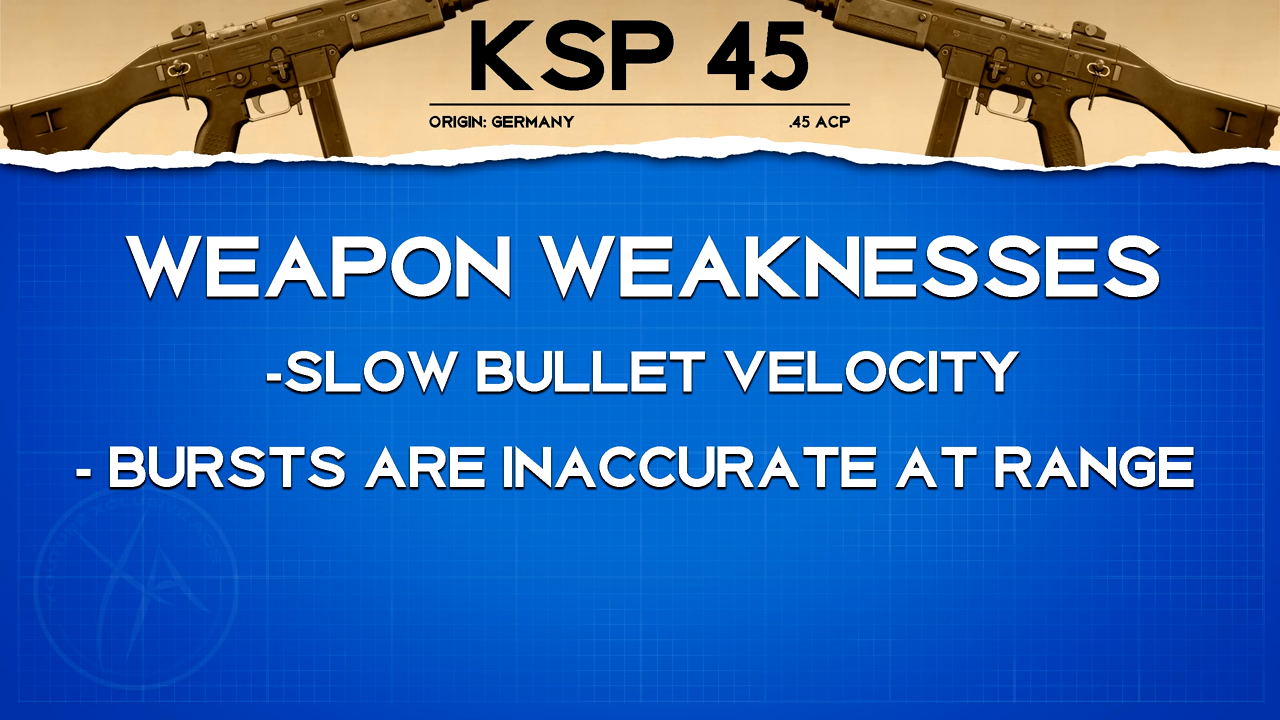 KSP 45
ORIGIN: GERMANY .45 ACP
WEAPON WEAKNESSES
-SLOW BULLET VELOCITY
- BURSTS ARE INACCURATE AT RANGE